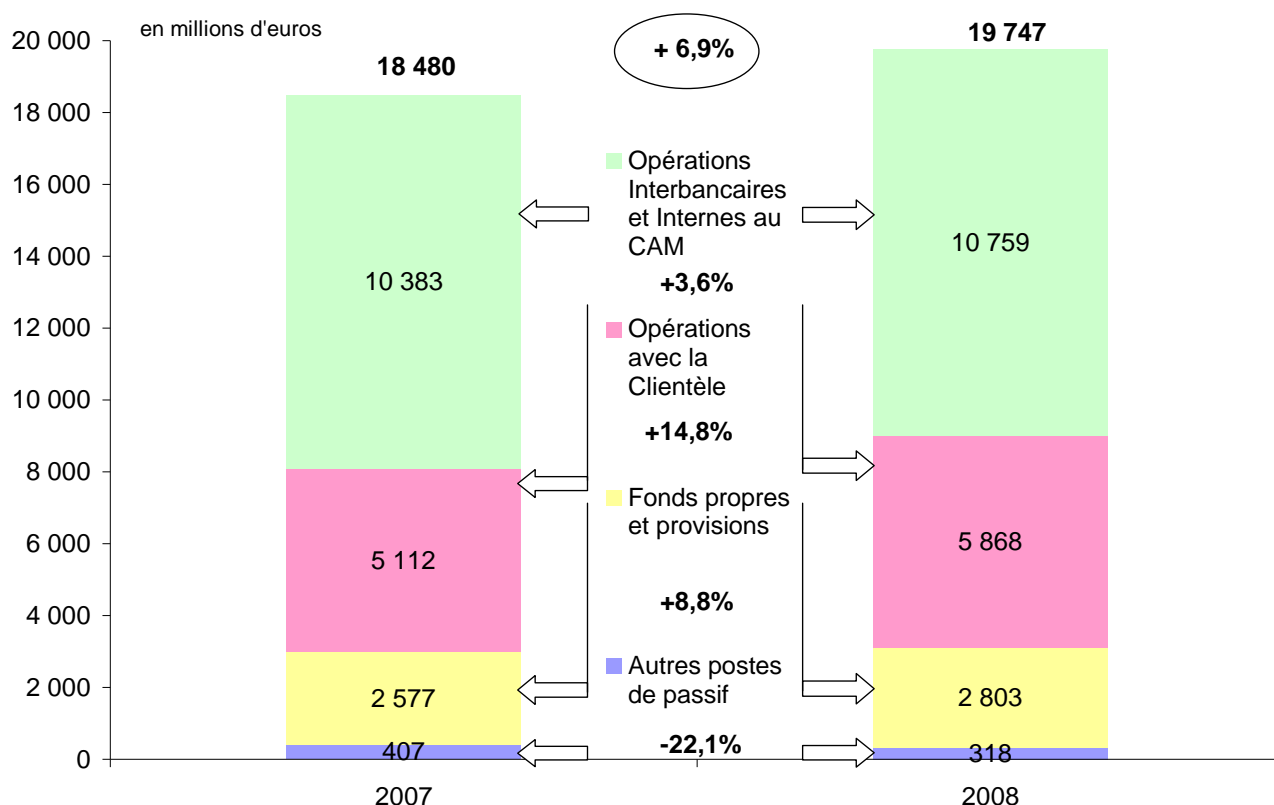 en millions d'euros
20 000
18 000
16 000
14 000
12 000
10 000
8 000
6 000
4 000
2 000
0
18 480
10 383
5 112
2 577
407
2007
+ 6,9%
Opérations
Interbancaires
et Internes au
CAM
+3,6%
Opérations
avec la
Clientèle
+14,8%
Fonds propres
et provisions
+8,8%
Autres postes
de passif
-22,1%
19 747
10 759
5 868
2 803
318
2008